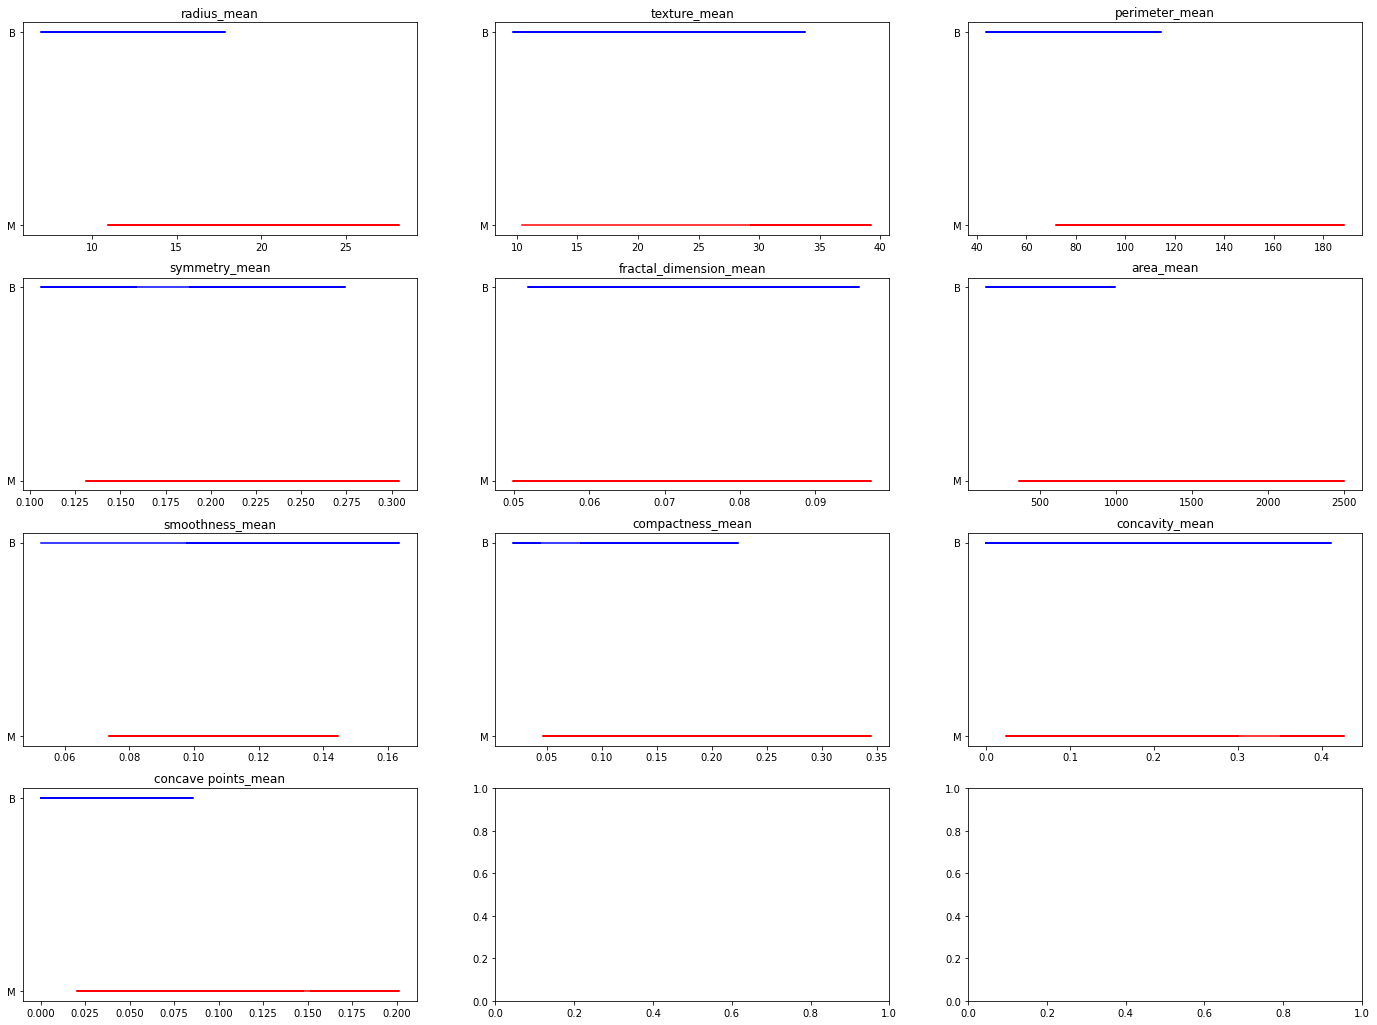 radius_mean
B
M
10 15 20 25
texture_mean
B
M
10 15 20 25 30 35 40
perimeter_mean
B
M
40 60 80 100 120 140 160 180
symmetry_mean
B
M
0.100 0.125 0.150 0.175 0.200 0.225 0.250 0.275 0.300
fractal_dimension_mean
B
M
0.05 0.06 0.07 0.08 0.09
area_mean
B
M
500 1000 1500 2000 2500
smoothness_mean
B
M
0.06 0.08 0.10 0.12 0.14 0.16
compactness_mean
B
M
0.05 0.10 0.15 0.20 0.25 0.30 0.35
concavity_mean
B
M
0.0 0.1 0.2 0.3 0.4
concave points_mean
B
M
0.000 0.025 0.050 0.075 0.100 0.125 0.150 0.175 0.200
1.0
0.8
0.6
0.4
0.2
0.0
0.0 0.2 0.4 0.6 0.8 1.0
1.0
0.8
0.6
0.4
0.2
0.0
0.0 0.2 0.4 0.6 0.8 1.0